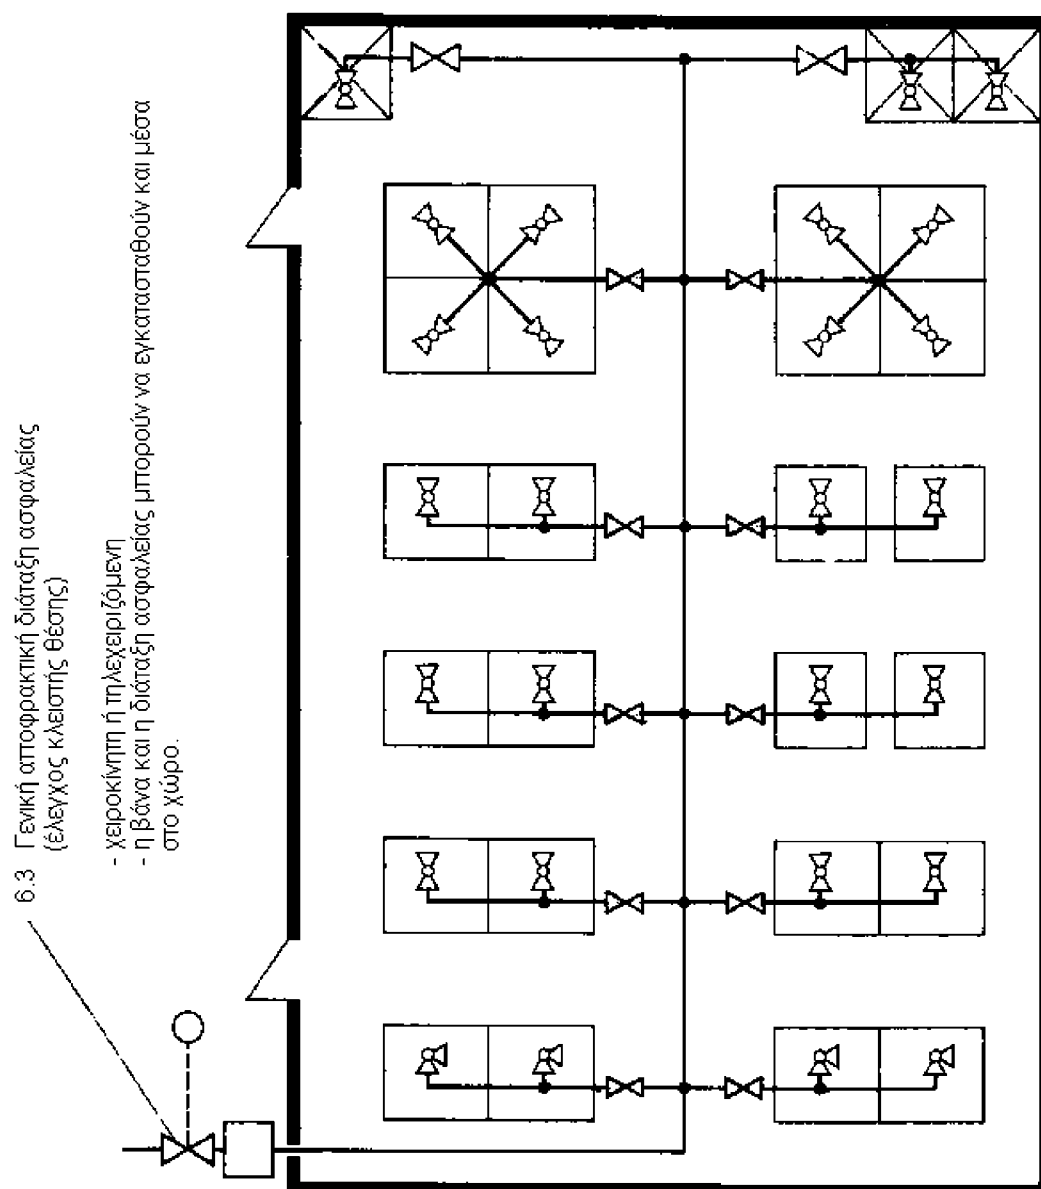 6.3 Γενική αποφρακτική διάταξη ασφαλείας
(έλεγχος κλειστής θέσης)
- χειροκίνητη ή τηλεχειριζόμενη
- η βάνα και η διάταξη ασφαλείας μπορούν να εγκατασταθούν και μέσα
στο χώρο.